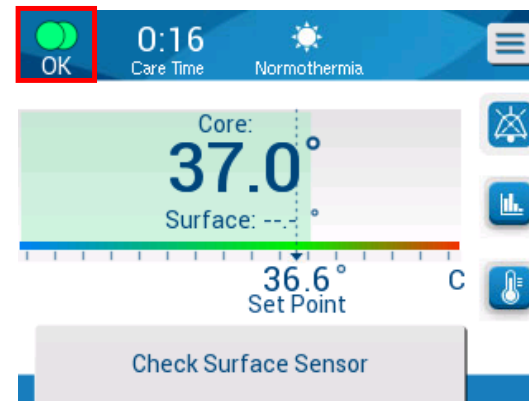 OK
0:16
Care Time
Normothermia
Core:
37.0°
Surface: --.- °
36.6°
Set Point
C
Check Surface Sensor